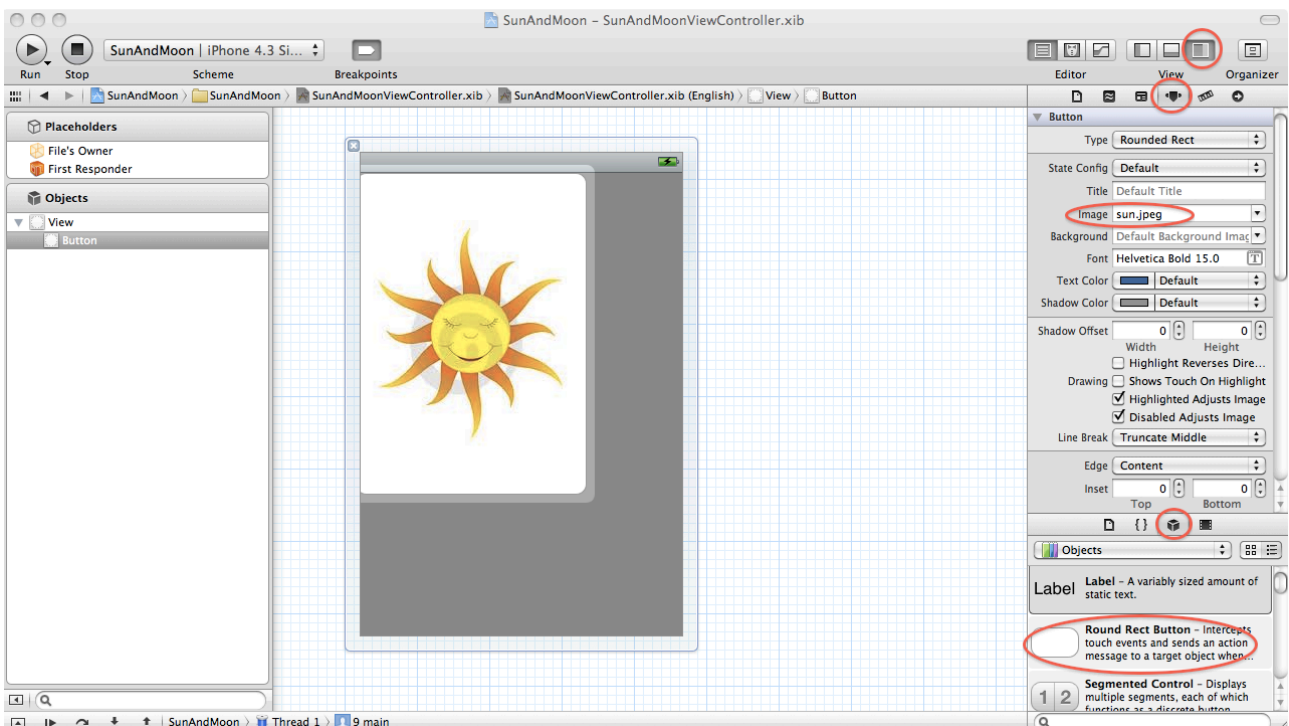 SunAndMoon – SunAndMoonViewController.xib
SunAndMoon | iPhone 4.3 Si...
Run Stop Scheme Breakpoints Editor View Organizer
SunAndMoon SunAndMoon SunAndMoonViewController.xib SunAndMoonViewController.xib (English) View Button
Placeholders
File's Owner
First Responder
Objects
View
Button
Button
Type Rounded Rect
State Config Default
Title Default Title
Image sun.jpeg
Background Default Background Imag
Font Helvetica Bold 15.0 T
Text Color Default
Shadow Color Default
Shadow Offset 0 0
Width Height
Highlight Reverses Dire...
Drawing Shows Touch On Highlight
Highlighted Adjusts Image
Disabled Adjusts Image
Line Break Truncate Middle
Edge Content
Inset 0 0
Top Bottom
{}
Objects
Label Label – A variably sized amount of
static text.
Round Rect Button – Intercepts
touch events and sends an action
message to a target object when...
1 2 Segmented Control – Displays
multiple segments, each of which
functions as a discrete button
SunAndMoon Thread 1 9 main